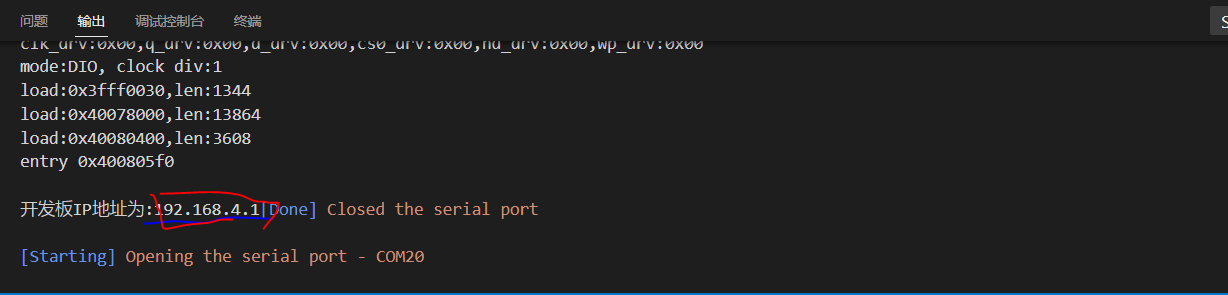 问题 输出 调试控制台 终端
S
clk_drv:0x00,q_drv:0x00,d_drv:0x00,cs0_drv:0x00,hd_drv:0x00,wp_drv:0x00
mode:DIO, clock div:1
load:0x3fff0030,len:1344
load:0x40078000,len:13864
load:0x40080400,len:3608
entry 0x400805f0
开发板IP地址为:192.168.4.1[Done] Closed the serial port
[Starting] Opening the serial port - COM20